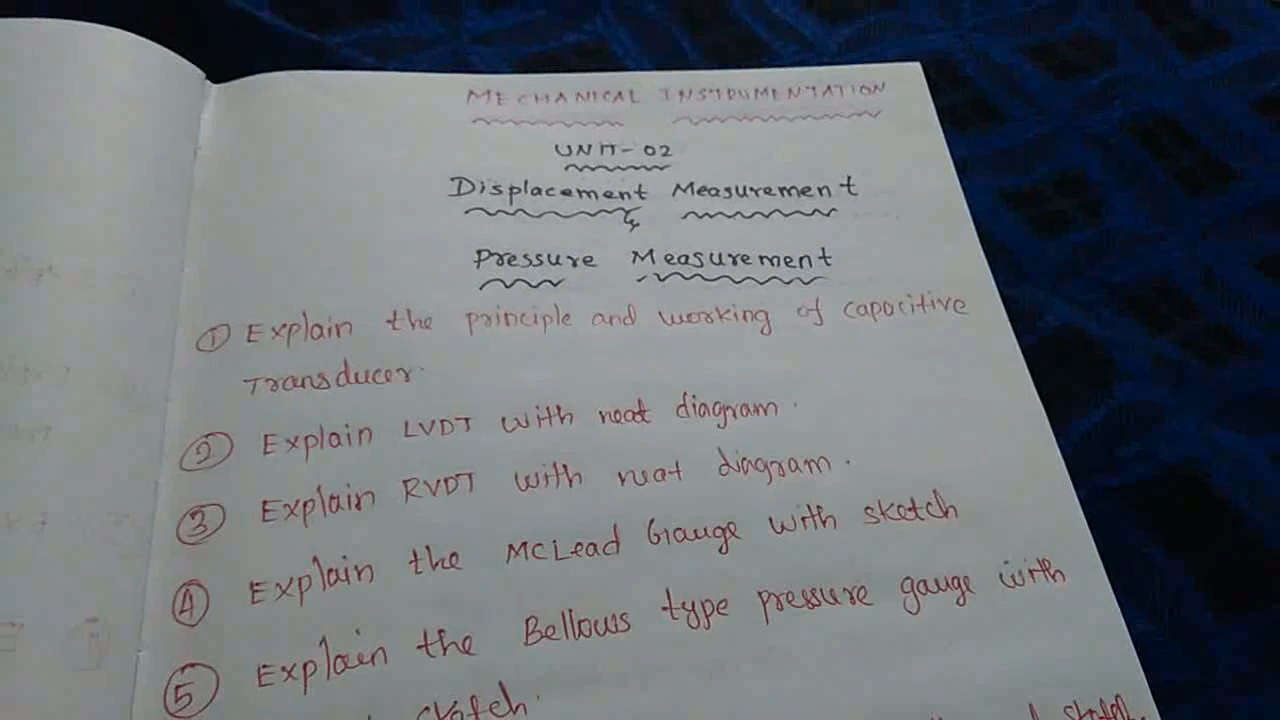 MECHANICAL INSTRUMENTATION
UNIT-02
Displacement Measurement
&
Pressure Measurement
① Explain the principle and working of capacitive
Transducer.
② Explain LVDT with neat diagram.
③ Explain RVDT with neat diagram.
④ Explain the MCLead Gauge with sketch
⑤ Explain the Bellows type pressure gauge with
sketch.